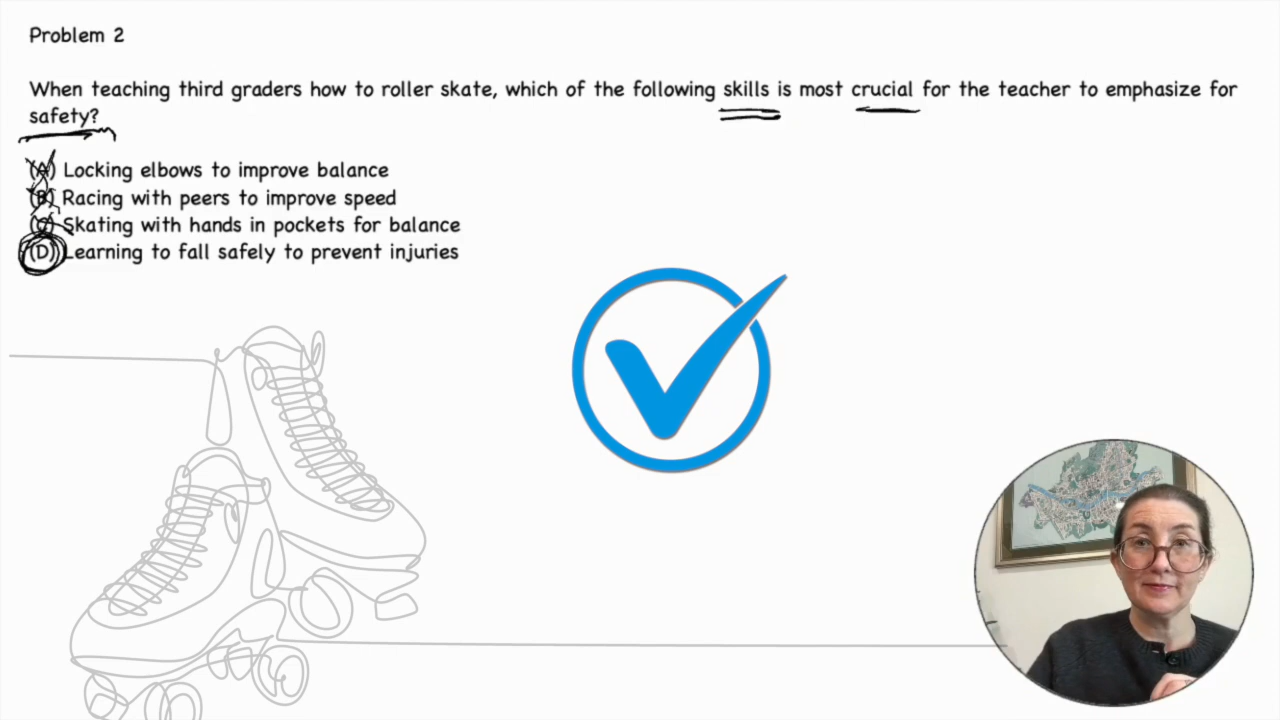 Problem 2
When teaching third graders how to roller skate, which of the following skills is most crucial for the teacher to emphasize for
safety?
(A) Locking elbows to improve balance
(B) Racing with peers to improve speed
(C) Skating with hands in pockets for balance
(D) Learning to fall safely to prevent injuries